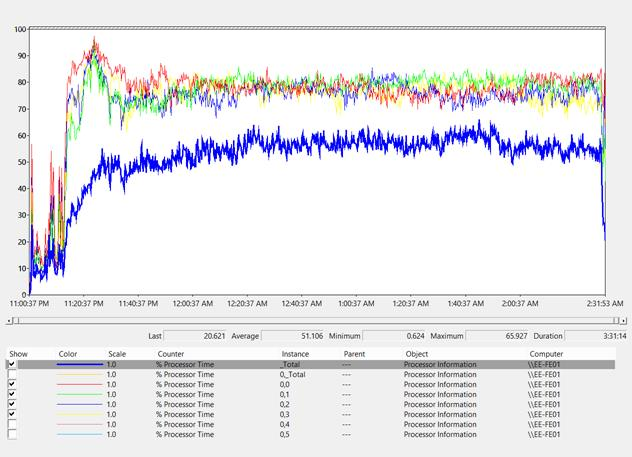 100
90
80
70
60
50
40
30
20
10
0
11:00:37 PM 11:20:37 PM 11:40:37 PM 12:00:37 AM 12:20:37 AM 12:40:37 AM 1:00:37 AM 1:20:37 AM 1:40:37 AM 2:00:37 AM 2:31:53 AM
Last 20.621 Average 51.106 Minimum 0.624 Maximum 65.927 Duration 3:31:14
Show Color Scale Counter Instance Parent Object Computer
1.0 % Processor Time _Total --- Processor Information \\EE-FE01
1.0 % Processor Time 0,_Total --- Processor Information \\EE-FE01
1.0 % Processor Time 0,0 --- Processor Information \\EE-FE01
1.0 % Processor Time 0,1 --- Processor Information \\EE-FE01
1.0 % Processor Time 0,2 --- Processor Information \\EE-FE01
1.0 % Processor Time 0,3 --- Processor Information \\EE-FE01
1.0 % Processor Time 0,4 --- Processor Information \\EE-FE01
1.0 % Processor Time 0,5 --- Processor Information \\EE-FE01